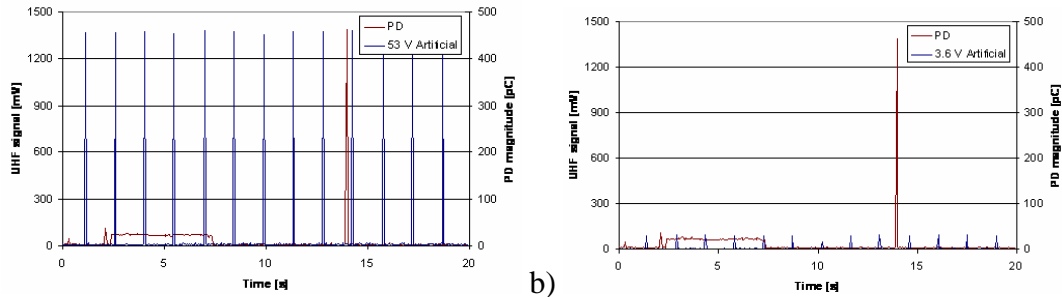 1500
1200
900
600
300
0
UHF signal [mV]
500
400
300
200
100
0
PD magnitude [pC]
PD
53 V Artificial
0 5 10 15 20
Time [s]
b)
1500
1200
900
600
300
0
UHF signal [mV]
500
400
300
200
100
0
PD magnitude [pC]
PD
3.6 V Artificial
0 5 10 15 20
Time [s]